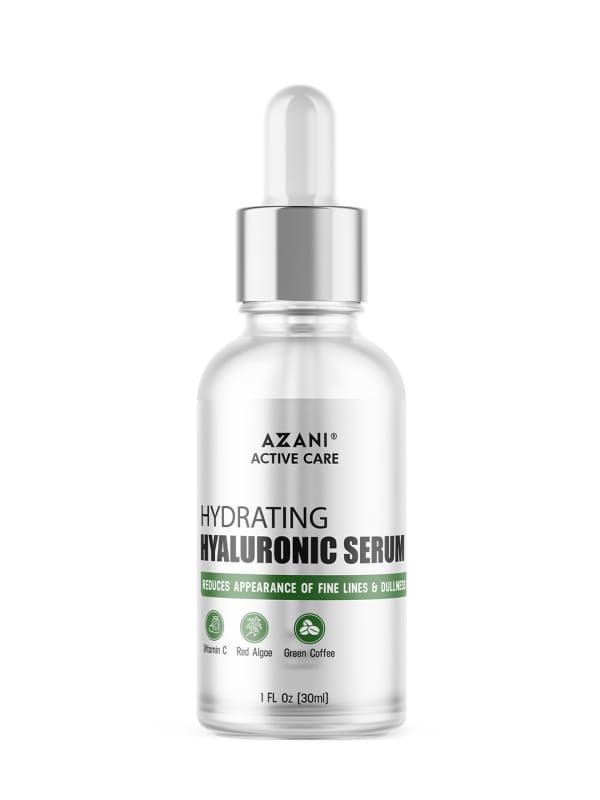 AZANI®
ACTIVE CARE
HYDRATING
HYALURONIC SERUM
REDUCES APPEARANCE OF FINE LINES & DULLNESS
Vitamin C Red Algae Green Coffee
1 FL Oz (30ml)